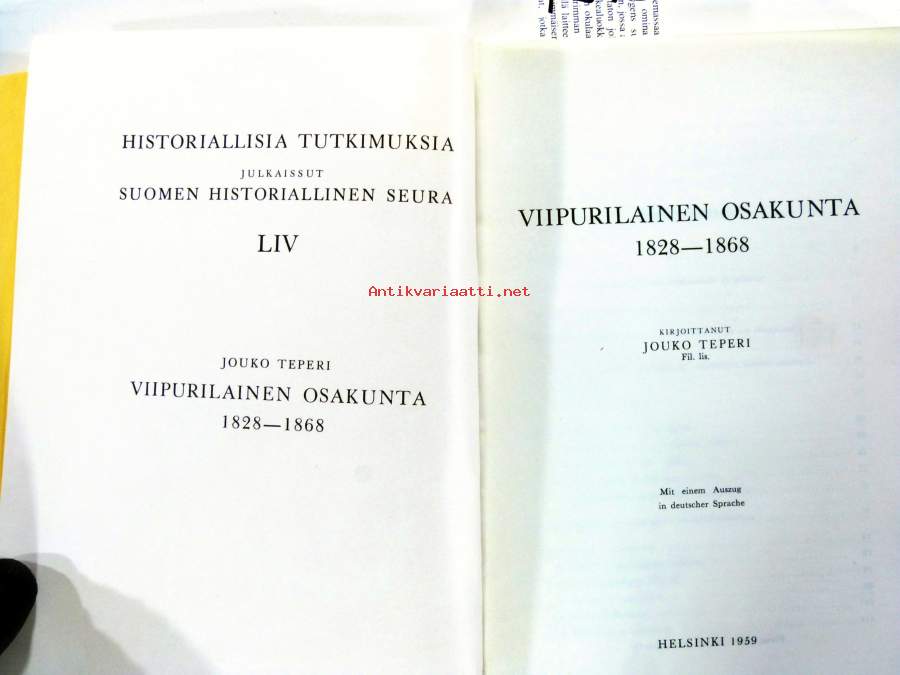 HISTORIALLISIA TUTKIMUKSIA
JULKAISSUT
SUOMEN HISTORIALLINEN SEURA
LIV
JOUKO TEPERI
VIIPURILAINEN OSAKUNTA
1828—1868
Antikvariaatti.net
VIIPURILAINEN OSAKUNTA
1828—1868
KIRJOITTANUT
JOUKO TEPERI
Fil. lis.
Mit einem Auszug
in deutscher Sprache
HELSINKI 1959